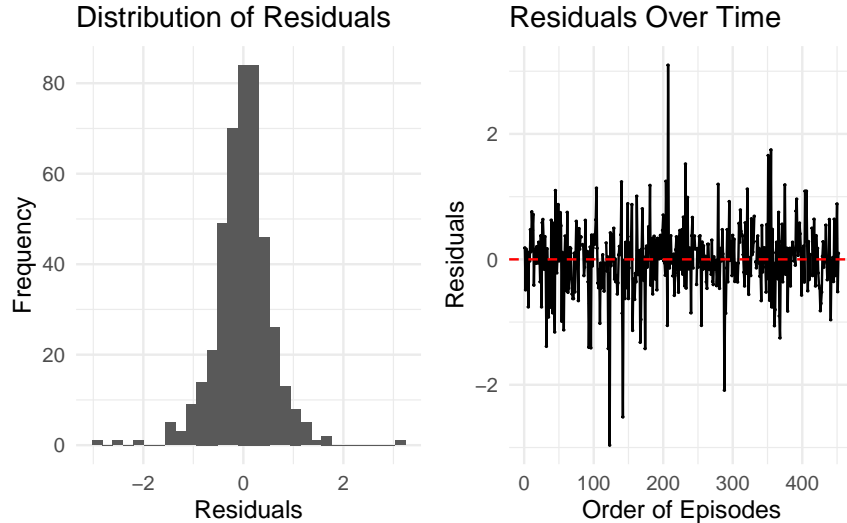 Distribution of Residuals
80
60
40
20
0
Frequency
−2 0 2
Residuals
Residuals Over Time
2
0
−2
Residuals
0 100 200 300 400
Order of Episodes